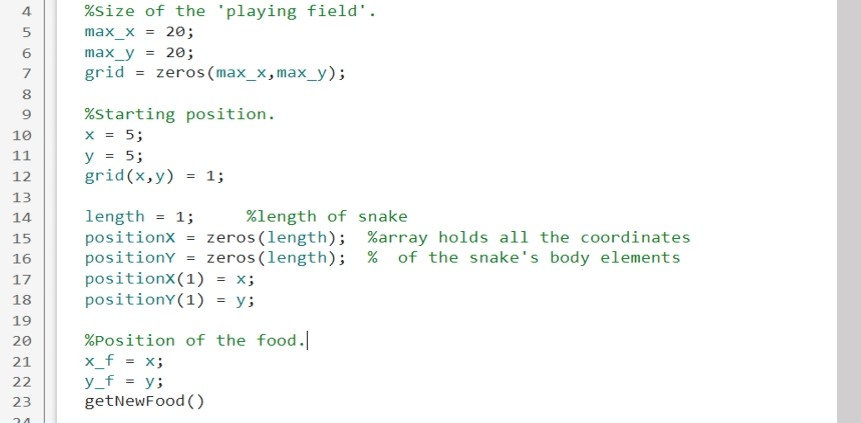 4 %Size of the 'playing field'.
5 max_x = 20;
6 max_y = 20;
7 grid = zeros(max_x,max_y);
8
9 %Starting position.
10 x = 5;
11 y = 5;
12 grid(x,y) = 1;
13
14 length = 1; %length of snake
15 positionX = zeros(length); %array holds all the coordinates
16 positionY = zeros(length); % of the snake's body elements
17 positionX(1) = x;
18 positionY(1) = y;
19
20 %Position of the food.
21 x_f = x;
22 y_f = y;
23 getNewFood()
24